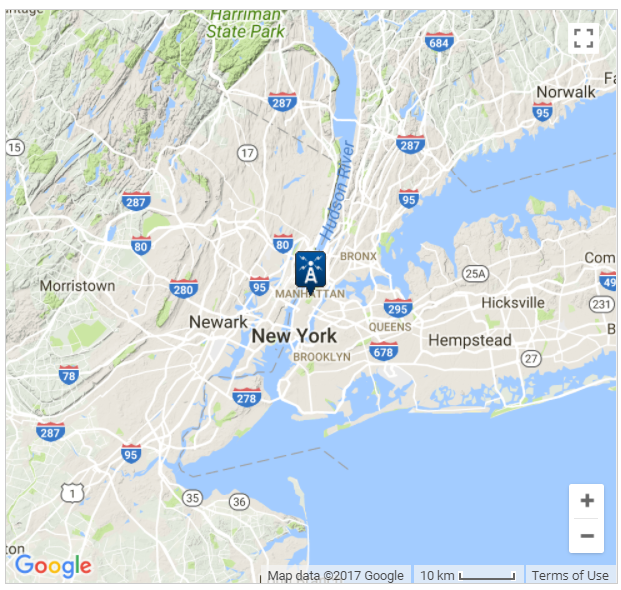 Harriman
State Park
684
Norwalk
95
287
287
15
17
Hudson River
287
95
80
80
BRONX
25A
Com
Morristown
280
95
MANHATTAN
49
295
Hicksville
231
Newark
New York
QUEENS
Hempstead
B
678
BROOKLYN
27
78
278
287
95
1
35
36
+
−
ton
Google
Map data ©2017 Google
10 km
Terms of Use